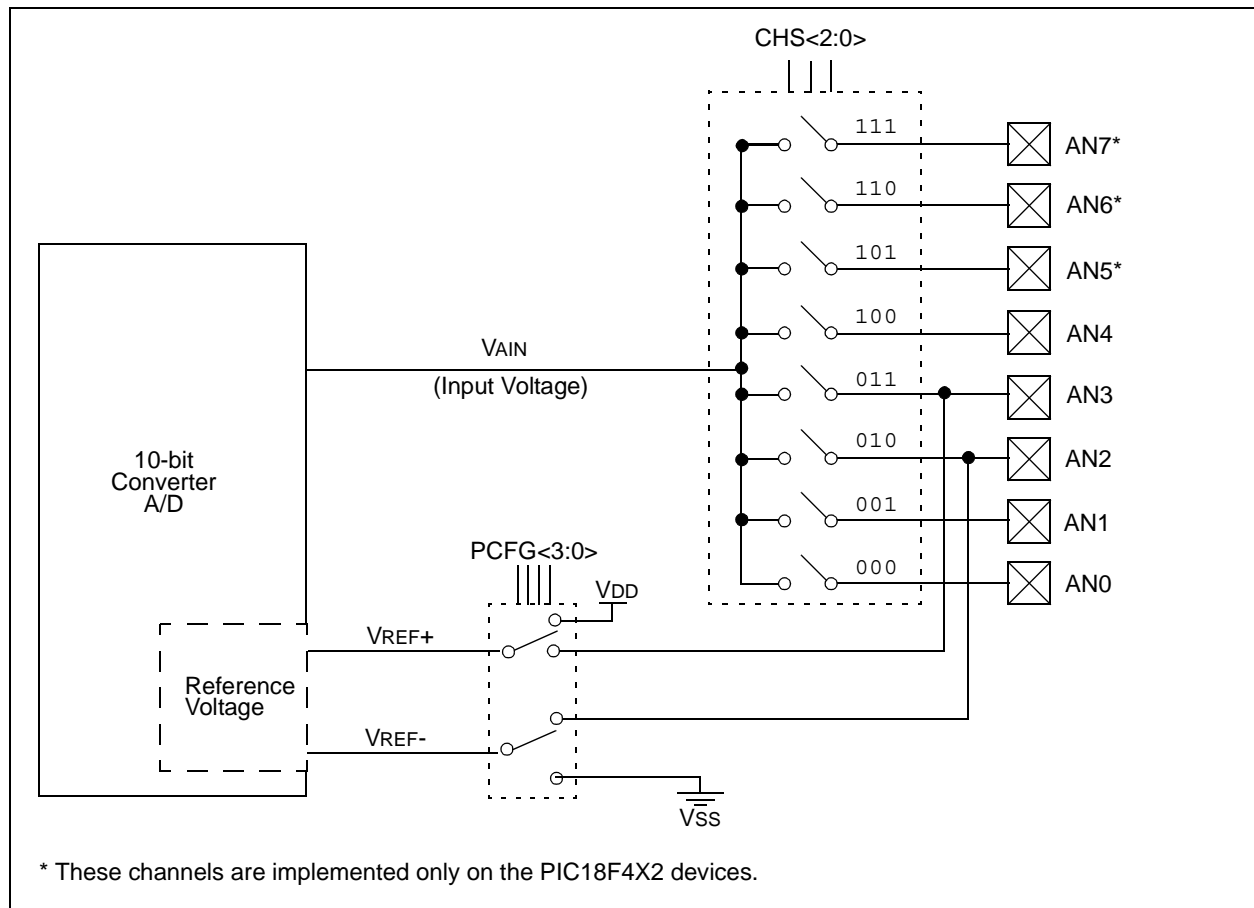 CHS<2:0>
111
AN7*
110
AN6*
101
AN5*
100
AN4
VAIN
(Input Voltage)
011
AN3
010
AN2
10-bit
Converter
A/D
001
AN1
PCFG<3:0>
000
AN0
VDD
VREF+
Reference
Voltage
VREF-
VSS
* These channels are implemented only on the PIC18F4X2 devices.